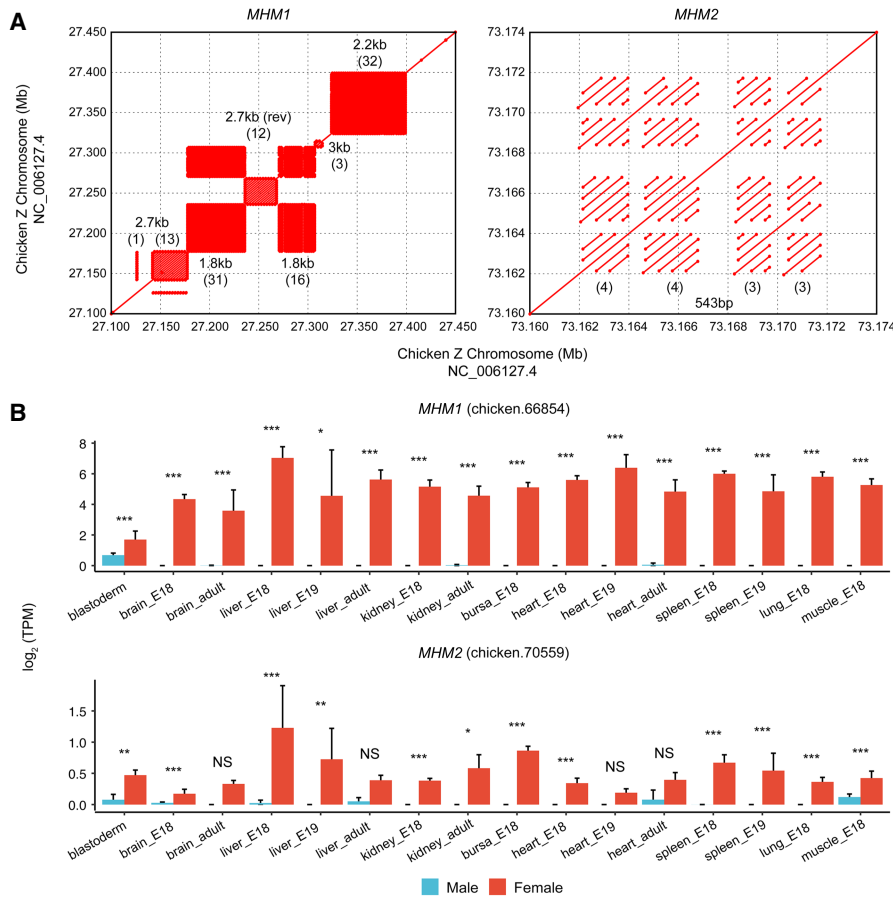 A
MHM1
MHM2
Chicken Z Chromosome (Mb)
NC_006127.4
27.450
27.400
27.350
27.300
27.250
27.200
27.150
27.100
2.2kb
(32)
2.7kb (rev)
(12)
3kb
(3)
2.7kb
(1) (13)
1.8kb
(31)
1.8kb
(16)
27.100 27.150 27.200 27.250 27.300 27.350 27.400 27.450
73.174
73.172
73.170
73.168
73.166
73.164
73.162
73.160
(4) (4) (3) (3)
543bp
73.160 73.162 73.164 73.166 73.168 73.170 73.172 73.174
Chicken Z Chromosome (Mb)
NC_006127.4
B
MHM1 (chicken.66854)
log2 (TPM)
8
6
4
2
0
*** *** *** *** * *** *** *** *** *** *** *** *** *** *** ***
blastoderm brain_E18 brain_adult liver_E18 liver_E19 liver_adult kidney_E18 kidney_adult bursa_E18 heart_E18 heart_E19 heart_adult spleen_E18 spleen_E19 lung_E18 muscle_E18
MHM2 (chicken.70559)
1.5
1.0
0.5
0.0
** *** NS *** ** NS *** * *** *** NS NS *** *** *** ***
blastoderm brain_E18 brain_adult liver_E18 liver_E19 liver_adult kidney_E18 kidney_adult bursa_E18 heart_E18 heart_E19 heart_adult spleen_E18 spleen_E19 lung_E18 muscle_E18
Male Female